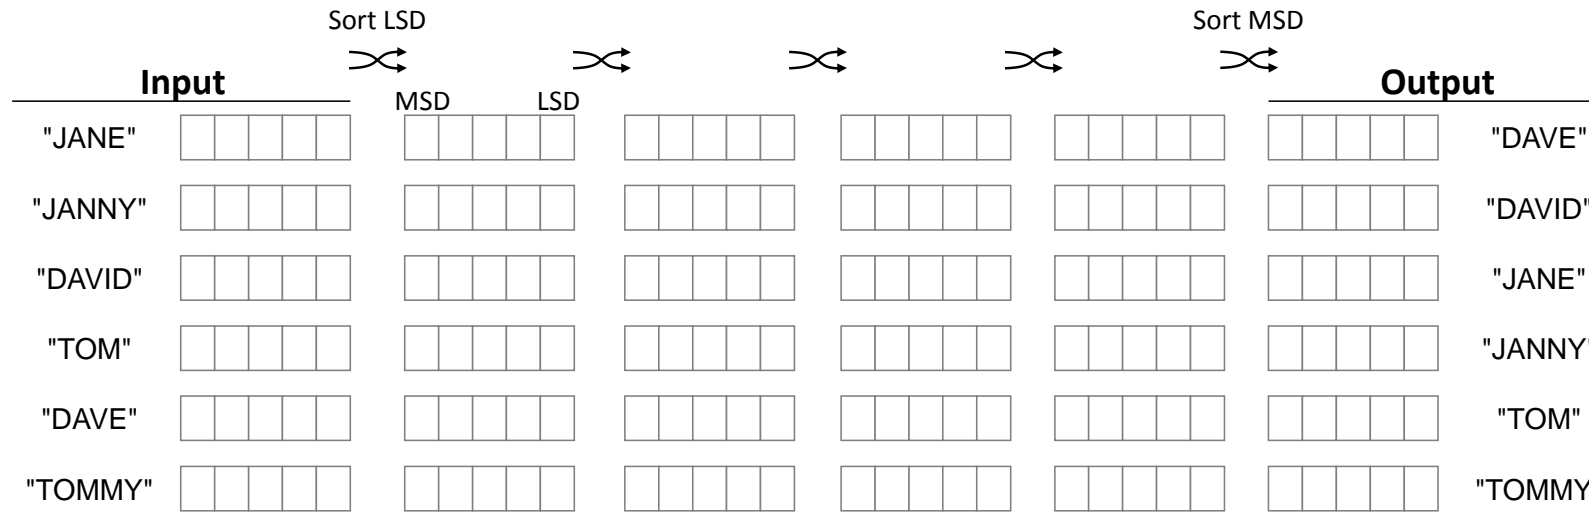 Sort LSD Sort MSD
Input Output
MSD LSD
"JANE" "DAVE"
"JANNY" "DAVID"
"DAVID" "JANE"
"TOM" "JANNY"
"DAVE" "TOM"
"TOMMY" "TOMMY